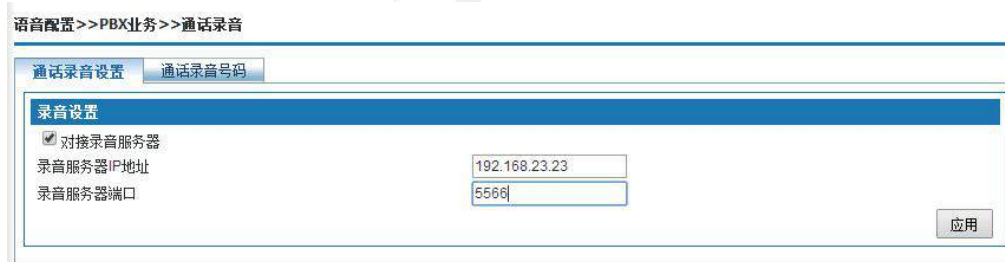 语音配置>>PBX业务>>通话录音
通话录音设置 通话录音号码
录音设置
对接录音服务器
录音服务器IP地址 192.168.23.23
录音服务器端口 5566
应用